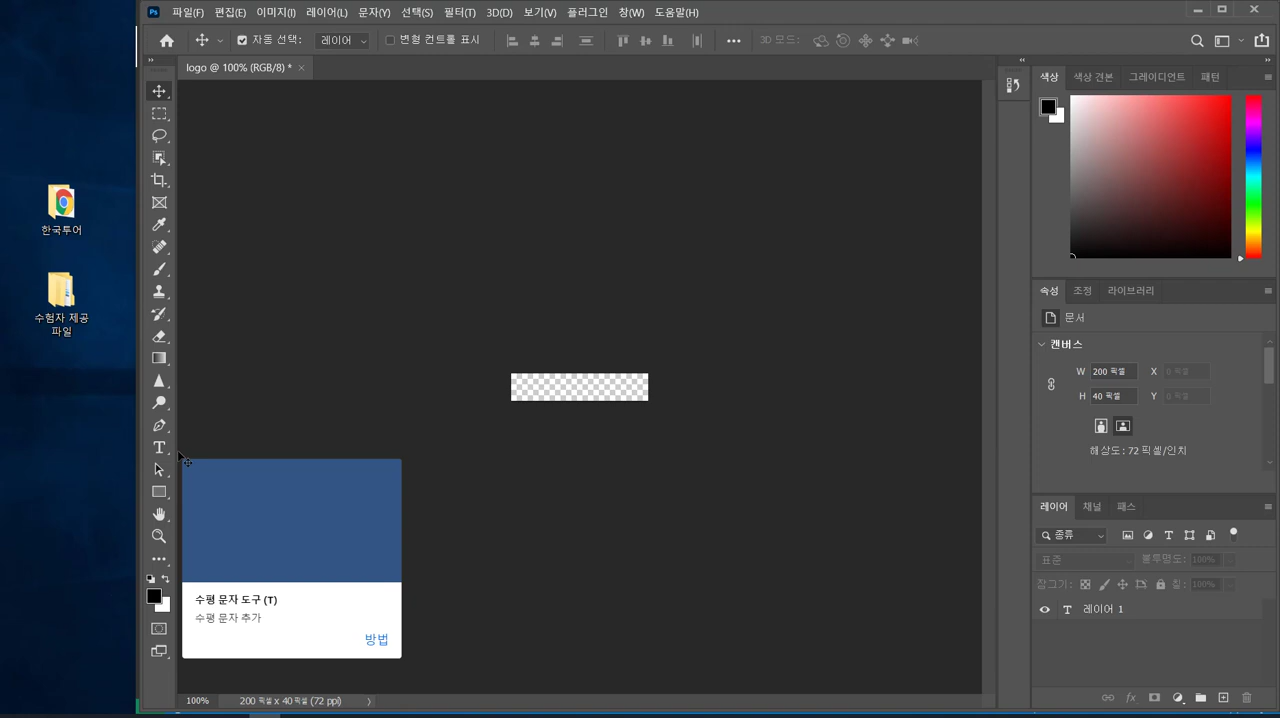 Ps 파일(F) 편집(E) 이미지(I) 레이어(L) 문자(Y) 선택(S) 필터(T) 3D(D) 보기(V) 플러그인 창(W) 도움말(H)
자동 선택: 레이어 변형 컨트롤 표시 3D 모드:
logo @ 100% (RGB/8) *
색상 색상 견본 그레이디언트 패턴
한국투어
수험자 제공
파일
속성 조정 라이브러리
문서
캔버스
W 200 픽셀 X 0 픽셀
H 40 픽셀 Y 0 픽셀
해상도: 72 픽셀/인치
레이어 채널 패스
종류
표준 불투명도: 100%
잠그기: 칠: 100%
T 레이어 1
수평 문자 도구 (T)
수평 문자 추가
방법
100% 200 픽셀 x 40 픽셀 (72 ppi)